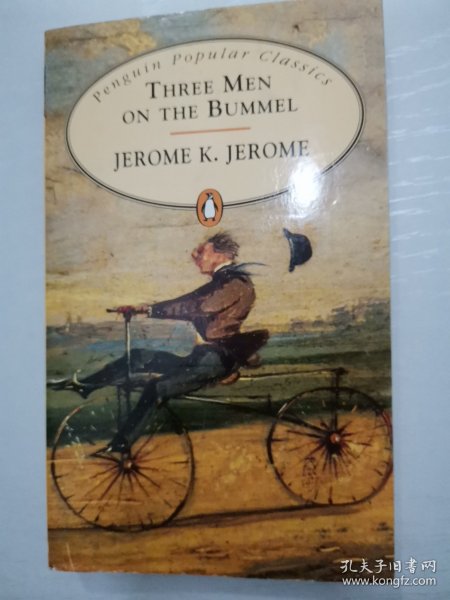 Penguin Popular Classics
THREE MEN
ON THE BUMMEL
JEROME K. JEROME
孔夫子旧书网
www.kongfz.com